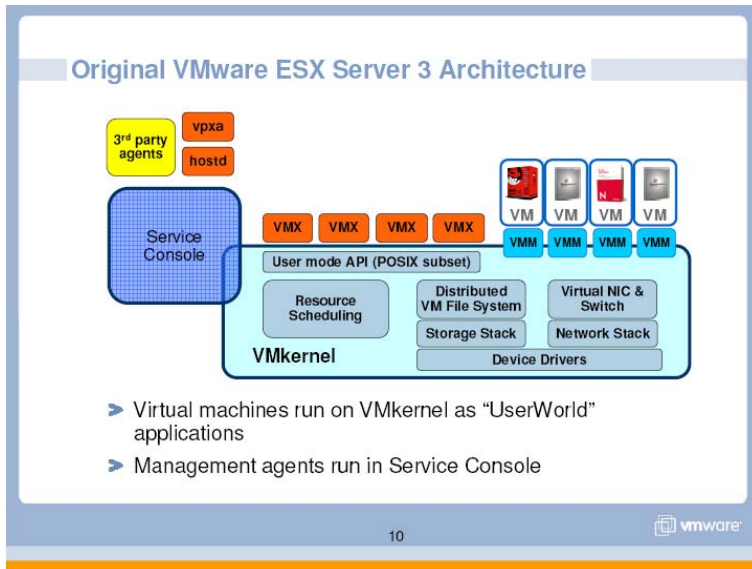 Original VMware ESX Server 3 Architecture
3rd party
agents
vpxa
hostd
Service
Console
VMX VMX VMX VMX
VM VM VM VM
VMM VMM VMM VMM
User mode API (POSIX subset)
Resource
Scheduling
Distributed
VM File System
Virtual NIC &
Switch
Storage Stack
Network Stack
VMkernel
Device Drivers
Virtual machines run on VMkernel as “UserWorld”
applications
Management agents run in Service Console
10
vmware